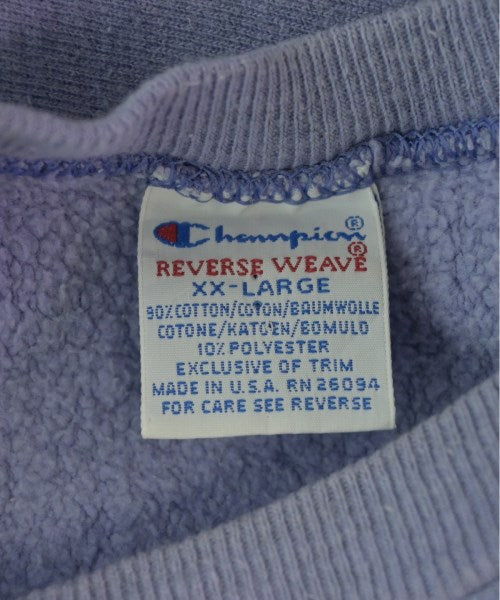 Champion®
REVERSE WEAVE®
XX-LARGE
90% COTTON/COTON/BAUMWOLLE
COTONE/KATOEN/BOMULD
10% POLYESTER
EXCLUSIVE OF TRIM
MADE IN U.S.A. RN 26094
FOR CARE SEE REVERSE